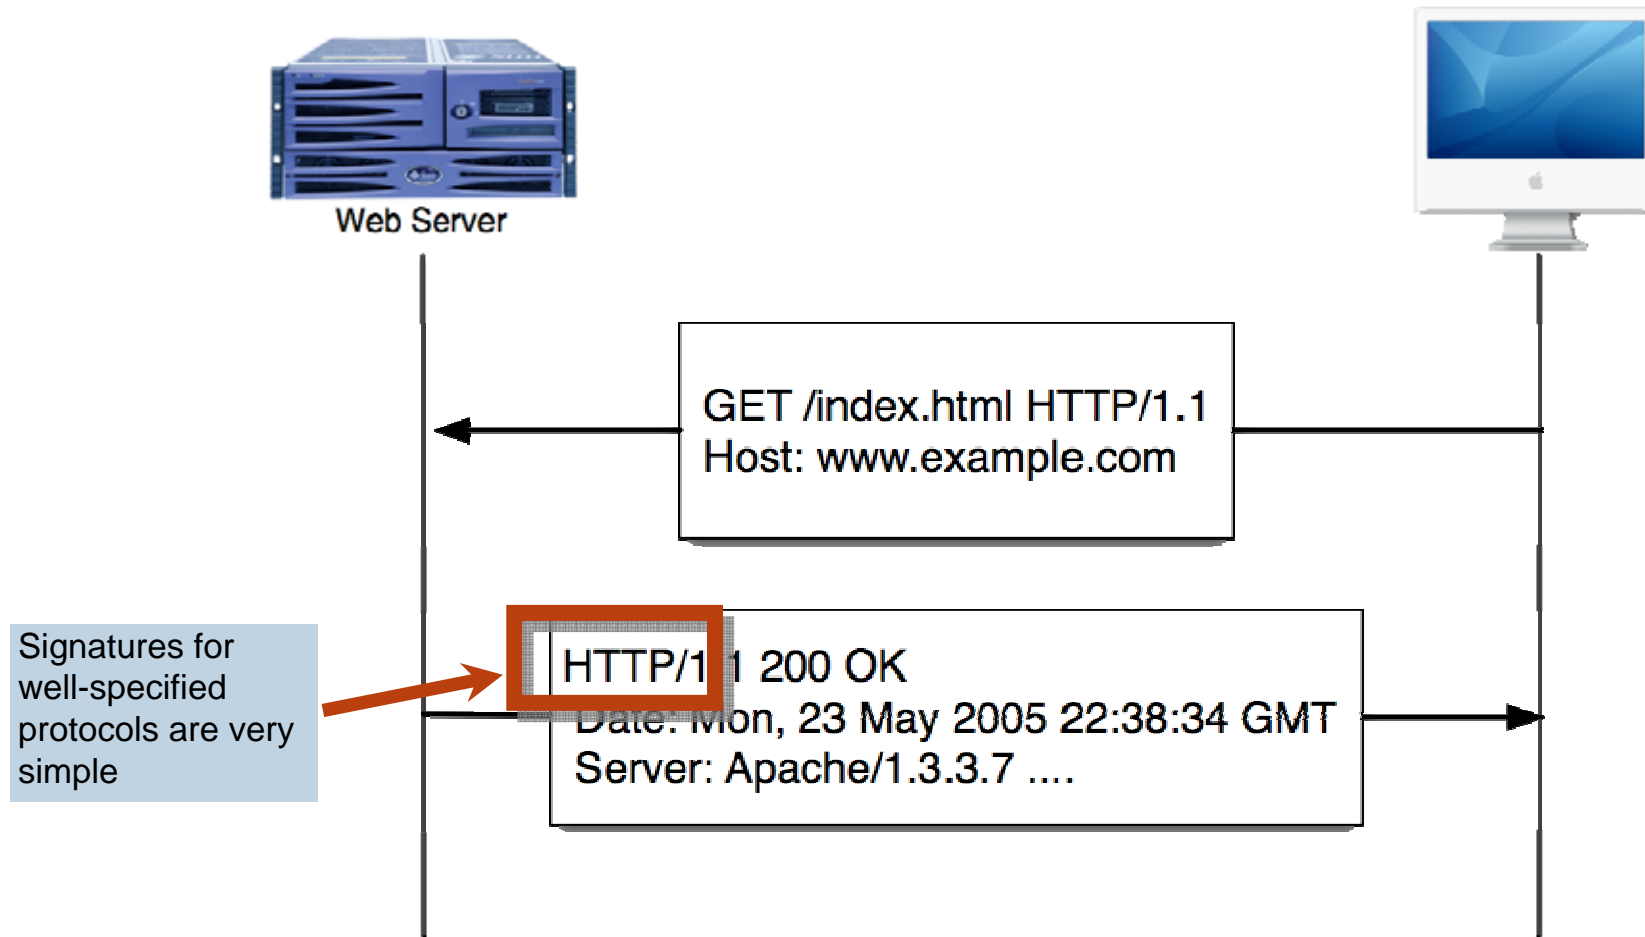 Web Server
GET /index.html HTTP/1.1
Host: www.example.com
Signatures for
well-specified
protocols are very
simple
HTTP/1.1 200 OK
Date: Mon, 23 May 2005 22:38:34 GMT
Server: Apache/1.3.3.7 ....